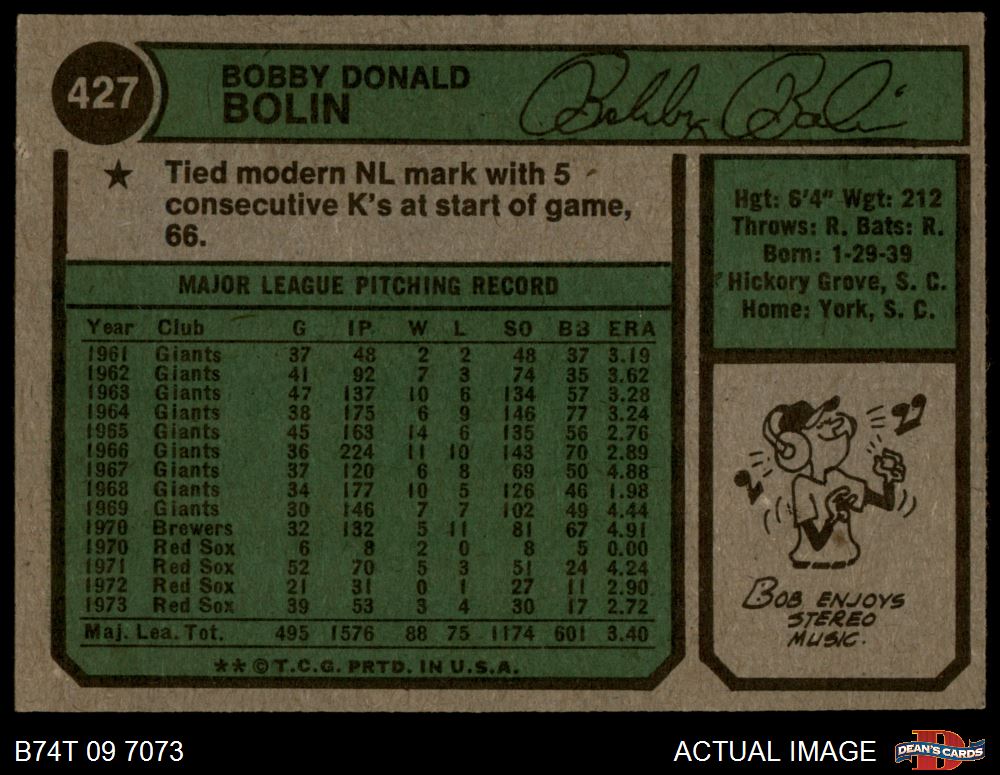 427
BOBBY DONALD
BOLIN
Bobby Bolin
★ Tied modern NL mark with 5
consecutive K's at start of game,
66.
MAJOR LEAGUE PITCHING RECORD
Year Club G IP W L SO BB ERA
1961 Giants 37 48 2 2 48 37 3.19
1962 Giants 41 92 7 3 74 35 3.62
1963 Giants 47 137 10 6 134 57 3.28
1964 Giants 38 175 6 9 146 77 3.24
1965 Giants 45 163 14 6 135 56 2.76
1966 Giants 36 224 11 10 143 70 2.89
1967 Giants 37 120 6 8 69 50 4.88
1968 Giants 34 177 10 5 126 46 1.98
1969 Giants 30 146 7 7 102 49 4.44
1970 Brewers 32 132 5 11 81 67 4.91
1970 Red Sox 6 8 2 0 8 5 0.00
1971 Red Sox 52 70 5 3 51 24 4.24
1972 Red Sox 21 31 0 1 27 11 2.90
1973 Red Sox 39 53 3 4 30 17 2.72
Maj. Lea. Tot. 495 1576 88 75 1174 601 3.40
**©T.C.G. PRTD. IN U.S.A.
Hgt: 6'4" Wgt: 212
Throws: R. Bats: R.
Born: 1-29-39
Hickory Grove, S. C.
Home: York, S. C.
BOB ENJOYS
STEREO
MUSIC.
B74T 09 7073
ACTUAL IMAGE
DEAN'S CARDS